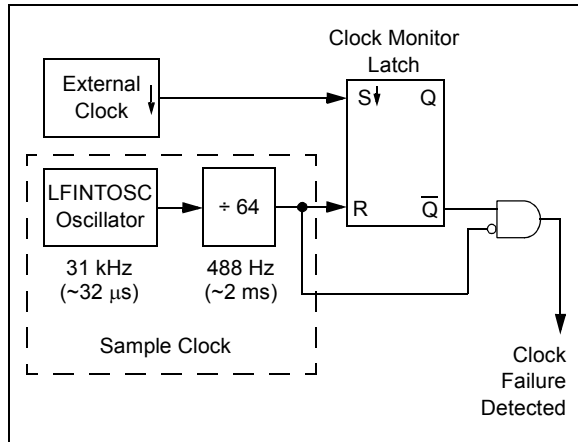 Clock Monitor
Latch
External
Clock
S
Q
LFINTOSC
Oscillator
÷ 64
R
Q
31 kHz
(~32 μs)
488 Hz
(~2 ms)
Sample Clock
Clock
Failure
Detected